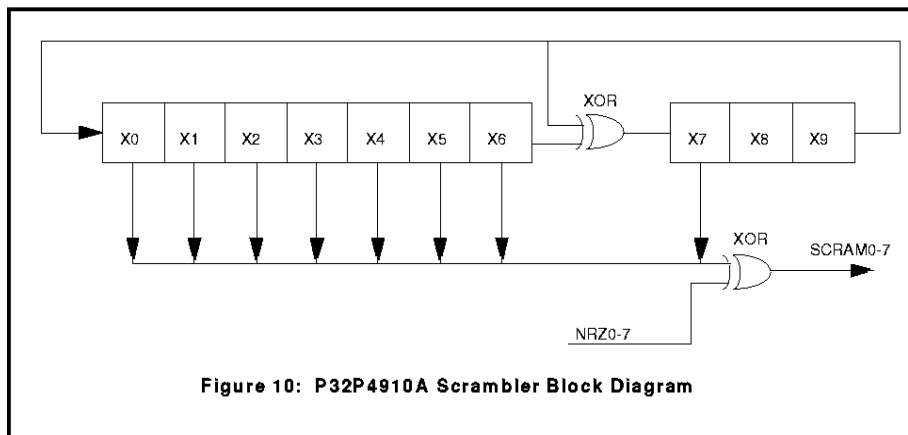 XOR
X0 X1 X2 X3 X4 X5 X6 X7 X8 X9
XOR
SCRAM0-7
NRZ0-7
Figure 10: P32P4910A Scrambler Block Diagram